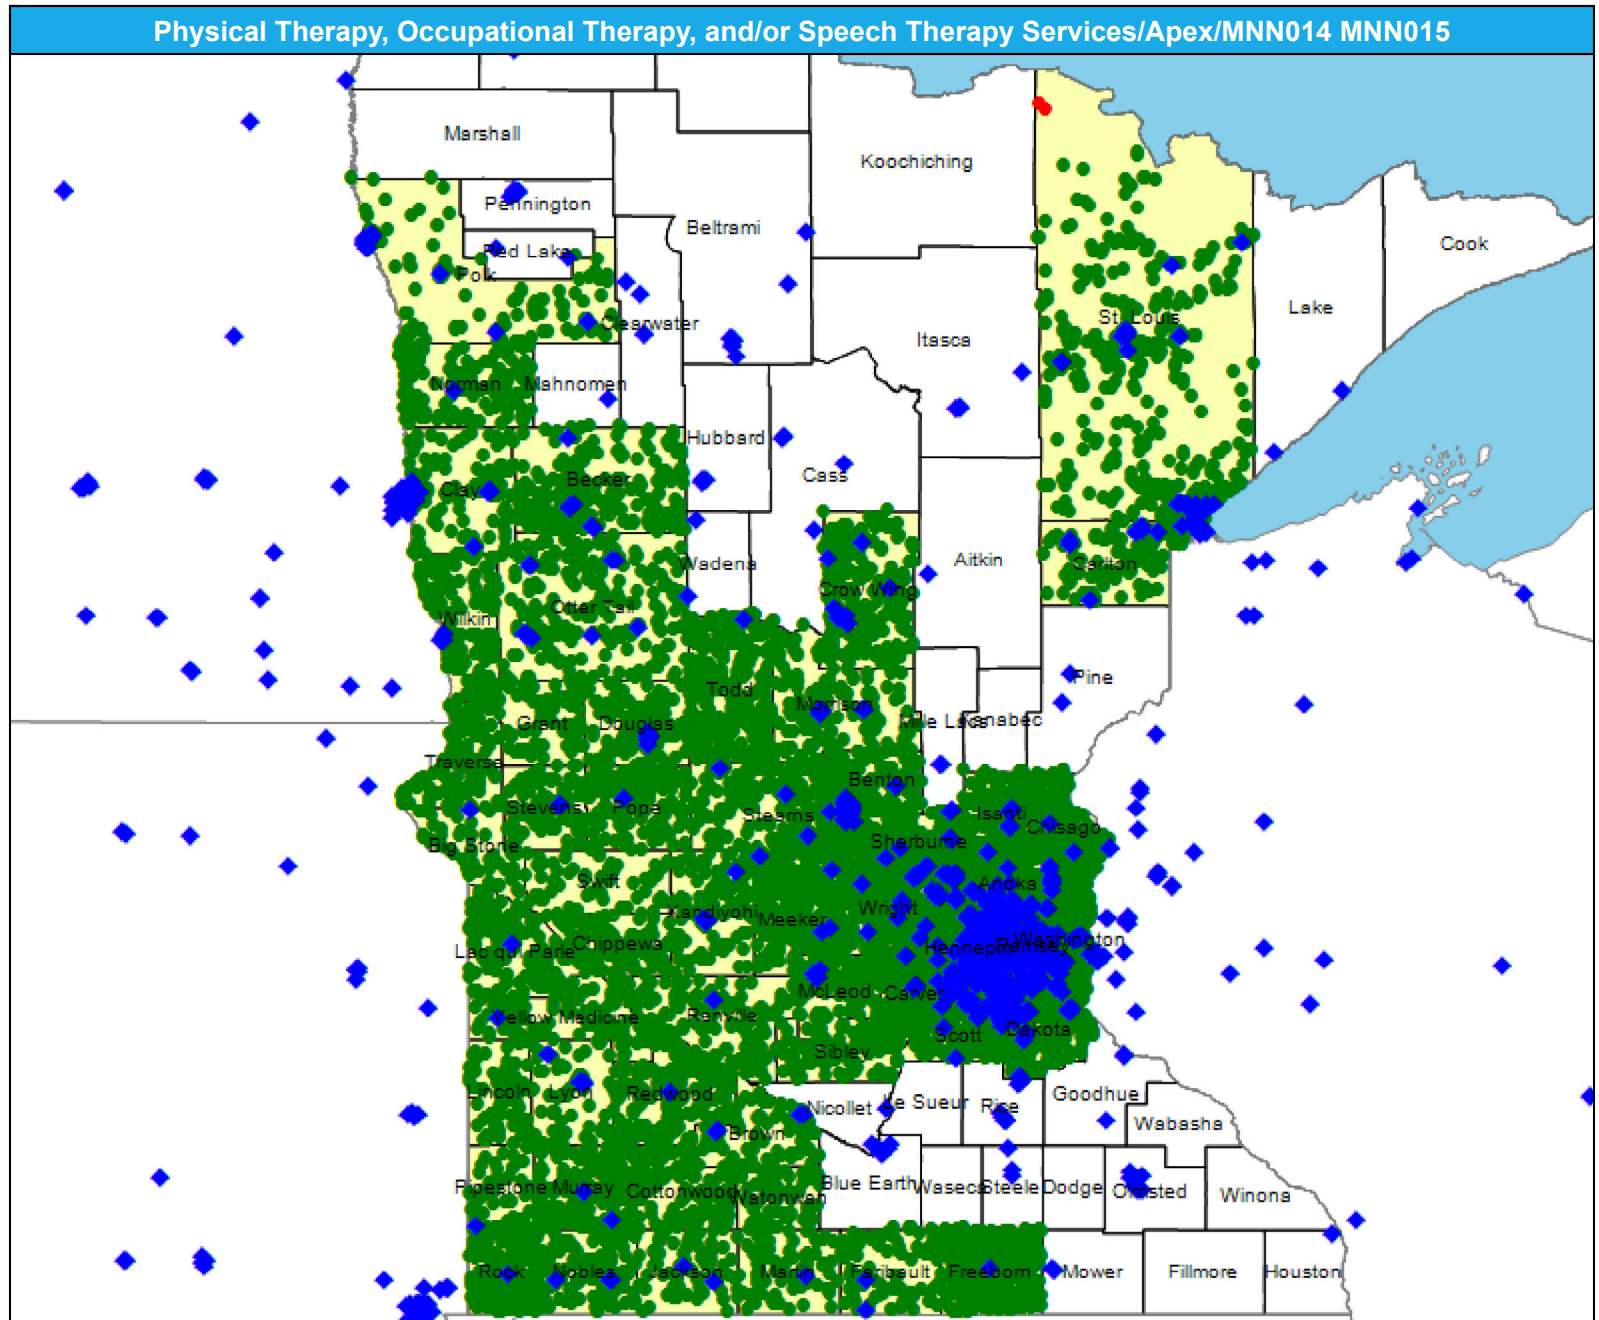 Physical Therapy, Occupational Therapy, and/or Speech Therapy Services/Apex/MNN014 MNN015
Marshall
Koochiching
Pennington
Beltrami
Cook
Red Lake
Polk
Lake
Clearwater
St. Louis
Itasca
Norman
Mahnomen
Hubbard
Cass
Becker
Clay
Aitkin
Wadena
Carlton
Crow Wing
Otter Tail
Wilkin
Pine
Todd
Morrison
Mille Lacs
Kanabec
Grant
Douglas
Traverse
Benton
Stevens
Pope
Stearns
Isanti
Chisago
Sherburne
Big Stone
Swift
Anoka
Wright
Kandiyohi
Meeker
Hennepin
Ramsey
Washington
Lac qui Parle
Chippewa
McLeod
Carver
Yellow Medicine
Renville
Scott
Dakota
Sibley
Lincoln
Lyon
Redwood
Nicollet
Le Sueur
Rice
Goodhue
Wabasha
Brown
Pipestone
Murray
Cottonwood
Watonwan
Blue Earth
Waseca
Steele
Dodge
Olmsted
Winona
Rock
Nobles
Jackson
Martin
Faribault
Freeborn
Mower
Fillmore
Houston